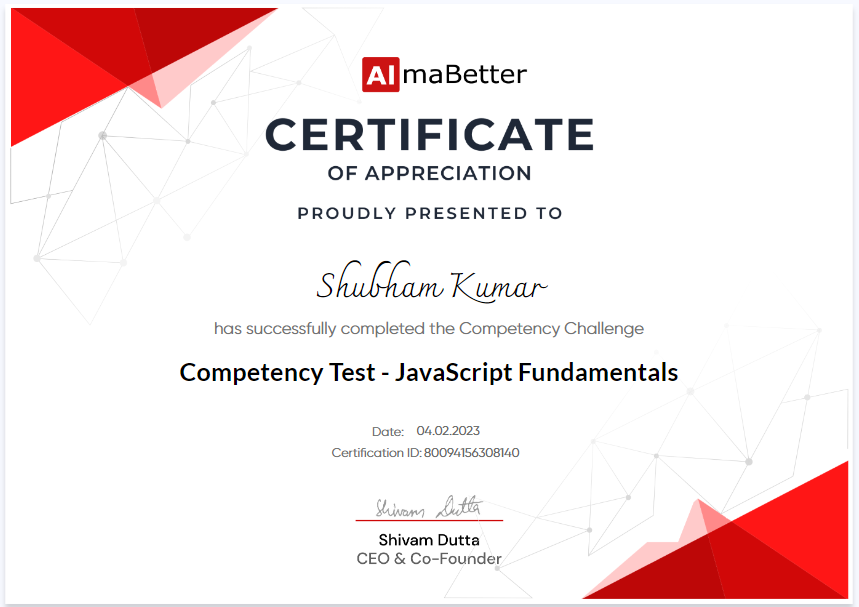 AlmaBetter
CERTIFICATE
OF APPRECIATION
PROUDLY PRESENTED TO
Shubham Kumar
has successfully completed the Competency Challenge
Competency Test - JavaScript Fundamentals
Date: 04.02.2023
Certification ID: 80094156308140
Shivam Dutta
Shivam Dutta
CEO & Co-Founder